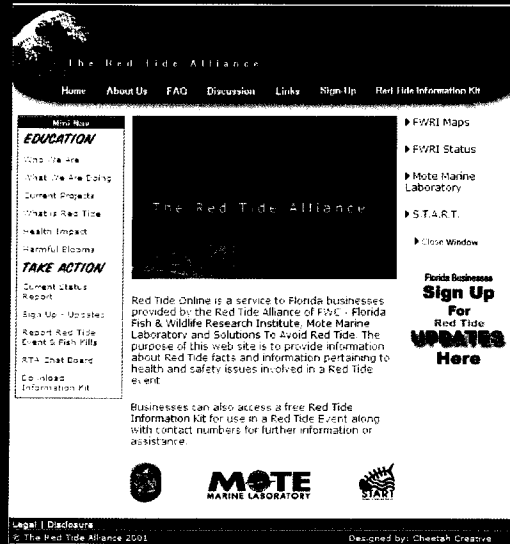 The Red Tide Alliance
Home About Us FAQ Discussion Links Sign-Up Red Tide Information Kit
Mini Nav
EDUCATION
Who We Are
What We Are Doing
Current Projects
What is Red Tide
Health Impact
Harmful Blooms
TAKE ACTION
Current Status
Report
Sign Up - Updates
Report Red Tide
Event & Fish Kills
RTA Chat Board
Download
Information Kit
The Red Tide Alliance
Red Tide Online is a service to Florida businesses
provided by the Red Tide Alliance of FWC - Florida
Fish & Wildlife Research Institute, Mote Marine
Laboratory and Solutions To Avoid Red Tide. The
purpose of this web site is to provide information
about Red Tide facts and information pertaining to
health and safety issues involved in a Red Tide
event.
Businesses can also access a free Red Tide
Information Kit for use in a Red Tide Event along
with contact numbers for further information or
assistance.
MOTE
MARINE LABORATORY
START
FWRI Maps
FWRI Status
Mote Marine
Laboratory
S.T.A.R.T.
Close Window
Florida Businesses
Sign Up
For
Red Tide
UPDATES
Here
Legal | Disclosure
© The Red Tide Alliance 2001 Designed by: Cheetah Creative